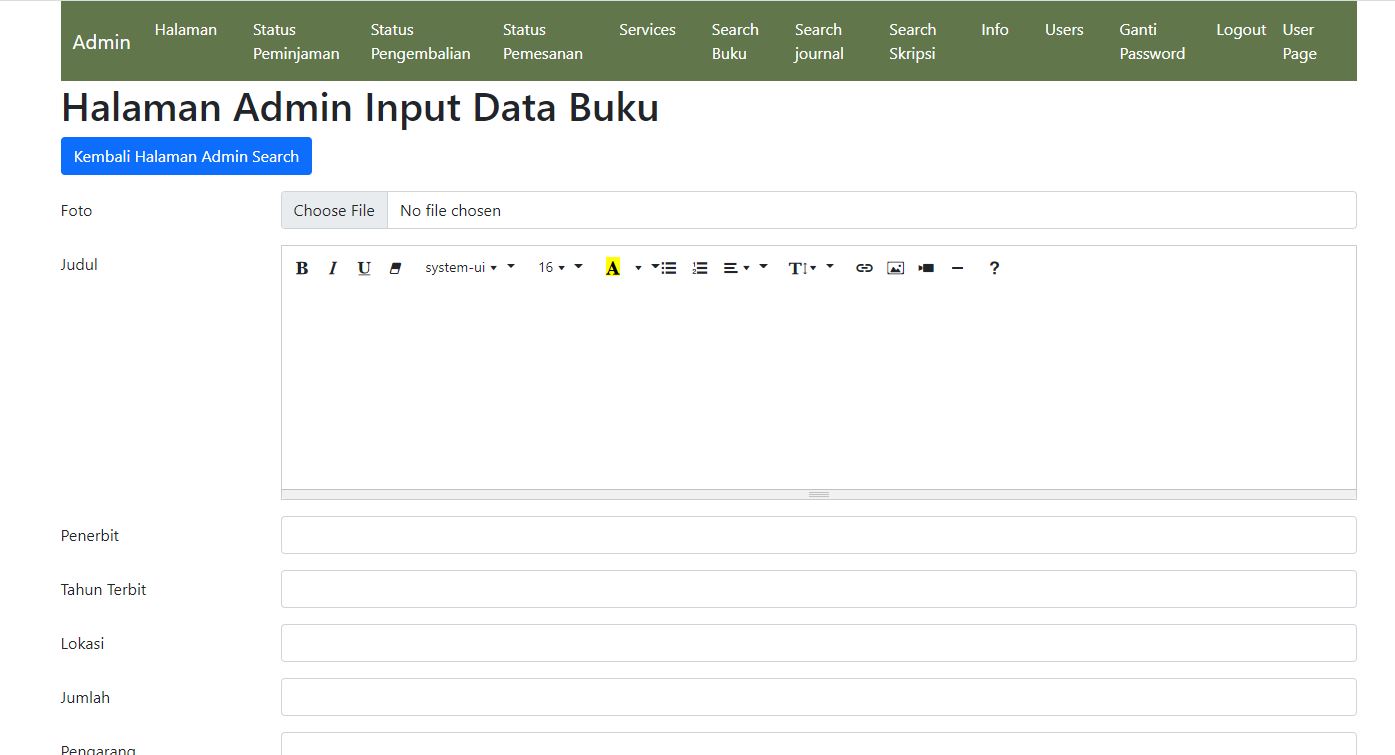 Admin
Halaman
Status Peminjaman
Status Pengembalian
Status Pemesanan
Services
Search Buku
Search journal
Search Skripsi
Info
Users
Ganti Password
Logout
User Page
Halaman Admin Input Data Buku
Kembali Halaman Admin Search
Foto
Choose File No file chosen
Judul
B I U system-ui 16 A T ?
Penerbit
Tahun Terbit
Lokasi
Jumlah
Pengarang